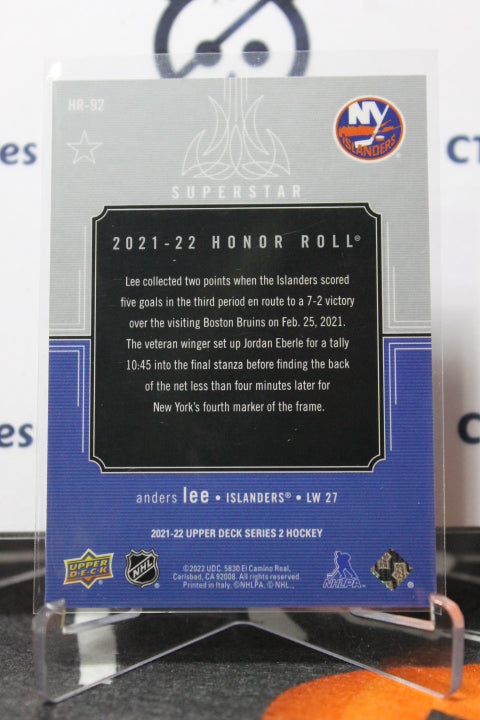 HR-92
NY
ISLANDERS
SUPERSTAR
2021-22 HONOR ROLL®
Lee collected two points when the Islanders scored
five goals in the third period en route to a 7-2 victory
over the visiting Boston Bruins on Feb. 25, 2021.
The veteran winger set up Jordan Eberle for a tally
10:45 into the final stanza before finding the back
of the net less than four minutes later for
New York's fourth marker of the frame.
anders lee • ISLANDERS® • LW 27
2021-22 UPPER DECK SERIES 2 HOCKEY
UPPER DECK
NHL
©2022 UDC. 5830 El Camino Real,
Carlsbad, CA 92008. All rights reserved.
Printed in Italy. ©NHLPA. ©NHL.
NHLPA